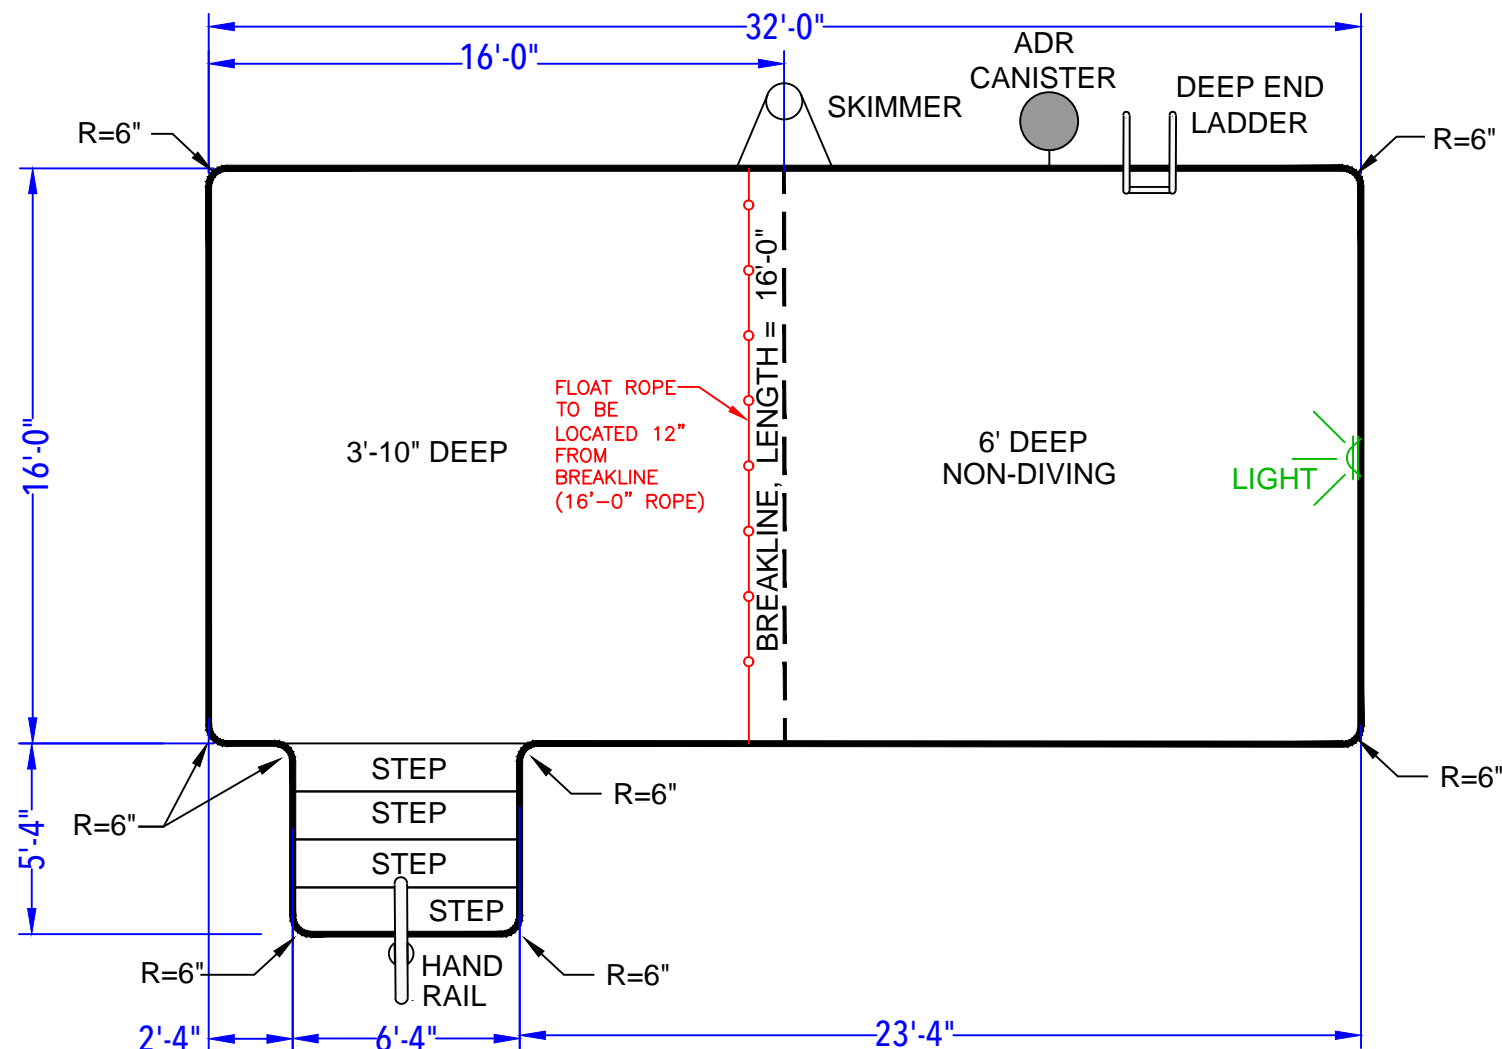 32'-0"
16'-0"
ADR
CANISTER
SKIMMER
DEEP END
LADDER
R=6"
R=6"
16'-0"
FLOAT ROPE
TO BE
LOCATED 12"
FROM
BREAKLINE
(16'-0" ROPE)
BREAKLINE, LENGTH = 16'-0"
3'-10" DEEP
6' DEEP
NON-DIVING
LIGHT
STEP
STEP
STEP
STEP
R=6"
R=6"
R=6"
5'-4"
R=6"
R=6"
HAND
RAIL
2'-4"
6'-4"
23'-4"